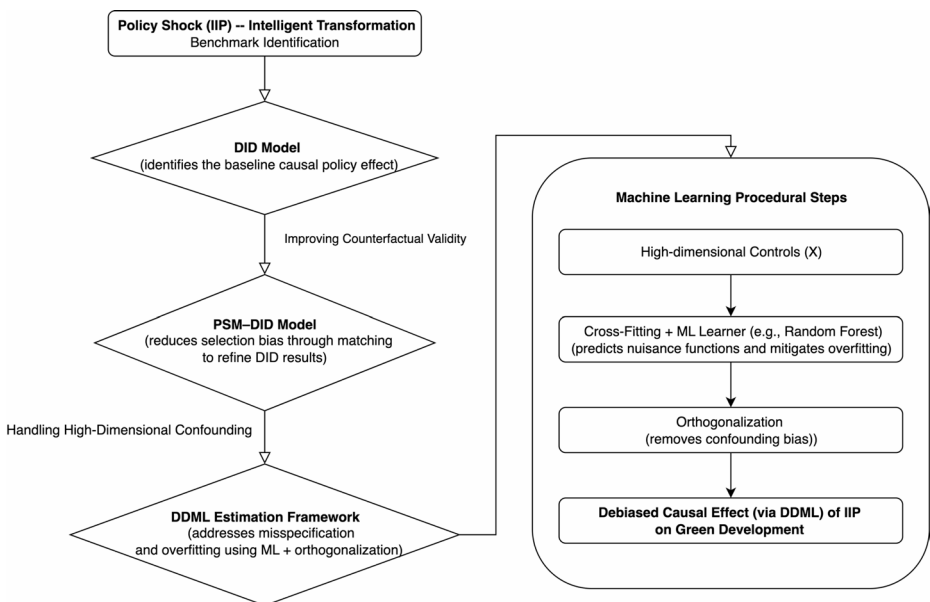 Policy Shock (IIP) -- Intelligent Transformation
Benchmark Identification
DID Model
(identifies the baseline causal policy effect)
Improving Counterfactual Validity
PSM–DID Model
(reduces selection bias through matching
to refine DID results)
Handling High-Dimensional Confounding
DDML Estimation Framework
(addresses misspecification
and overfitting using ML + orthogonalization)
Machine Learning Procedural Steps
High-dimensional Controls (X)
Cross-Fitting + ML Learner (e.g., Random Forest)
(predicts nuisance functions and mitigates overfitting)
Orthogonalization
(removes confounding bias))
Debiased Causal Effect (via DDML) of IIP
on Green Development